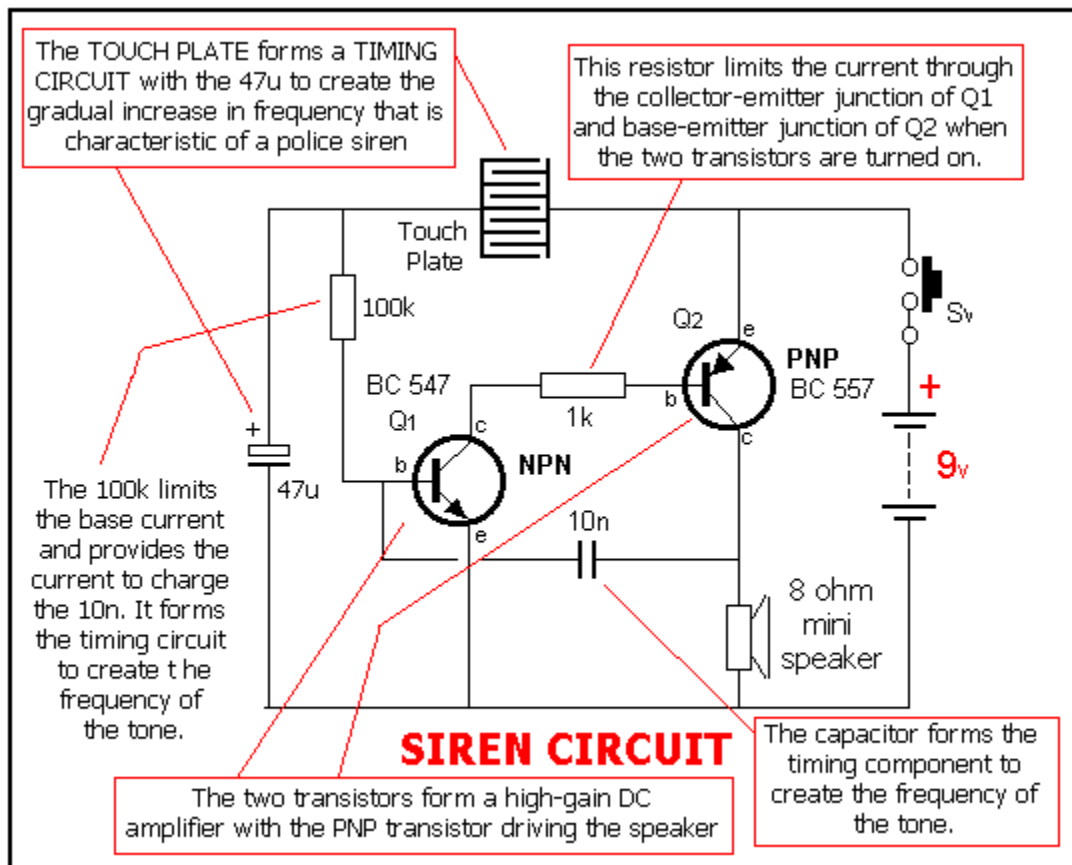 The TOUCH PLATE forms a TIMING
CIRCUIT with the 47u to create the
gradual increase in frequency that is
characteristic of a police siren
This resistor limits the current through
the collector-emitter junction of Q1
and base-emitter junction of Q2 when
the two transistors are turned on.
Touch
Plate
100k
Sv
Q2
e
PNP
BC 557
b
c
1k
BC 547
Q1
c
b
NPN
e
+
47u
+
9v
10n
8 ohm
mini
speaker
The 100k limits
the base current
and provides the
current to charge
the 10n. It forms
the timing circuit
to create t he
frequency of
the tone.
SIREN CIRCUIT
The capacitor forms the
timing component to
create the frequency of
the tone.
The two transistors form a high-gain DC
amplifier with the PNP transistor driving the speaker